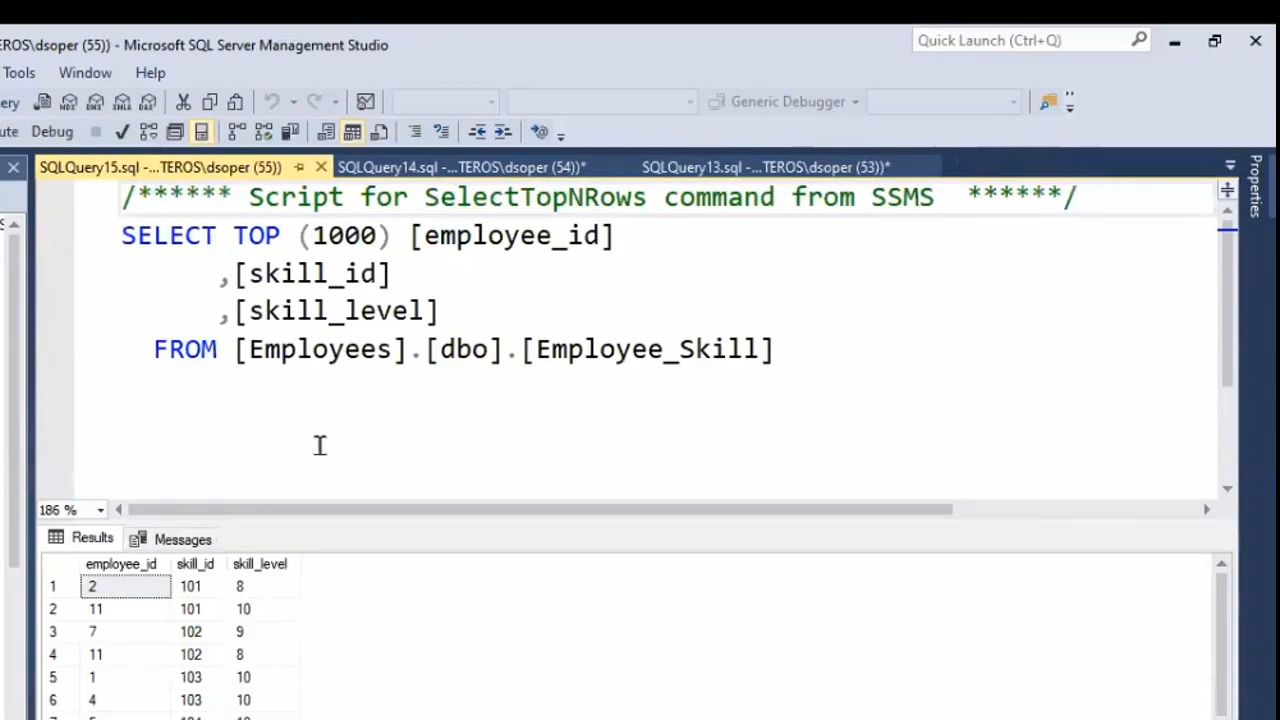 EROS\dsoper (55)) - Microsoft SQL Server Management Studio
Quick Launch (Ctrl+Q)
Tools Window Help
ery
Generic Debugger
ute Debug
SQLQuery15.sql -...TEROS\dsoper (55)) SQLQuery14.sql -...TEROS\dsoper (54))* SQLQuery13.sql -...TEROS\dsoper (53))*
Properties
/****** Script for SelectTopNRows command from SSMS ******/
SELECT TOP (1000) [employee_id]
,[skill_id]
,[skill_level]
FROM [Employees].[dbo].[Employee_Skill]
186 %
Results Messages
employee_id skill_id skill_level
1 2 101 8
2 11 101 10
3 7 102 9
4 11 102 8
5 1 103 10
6 4 103 10